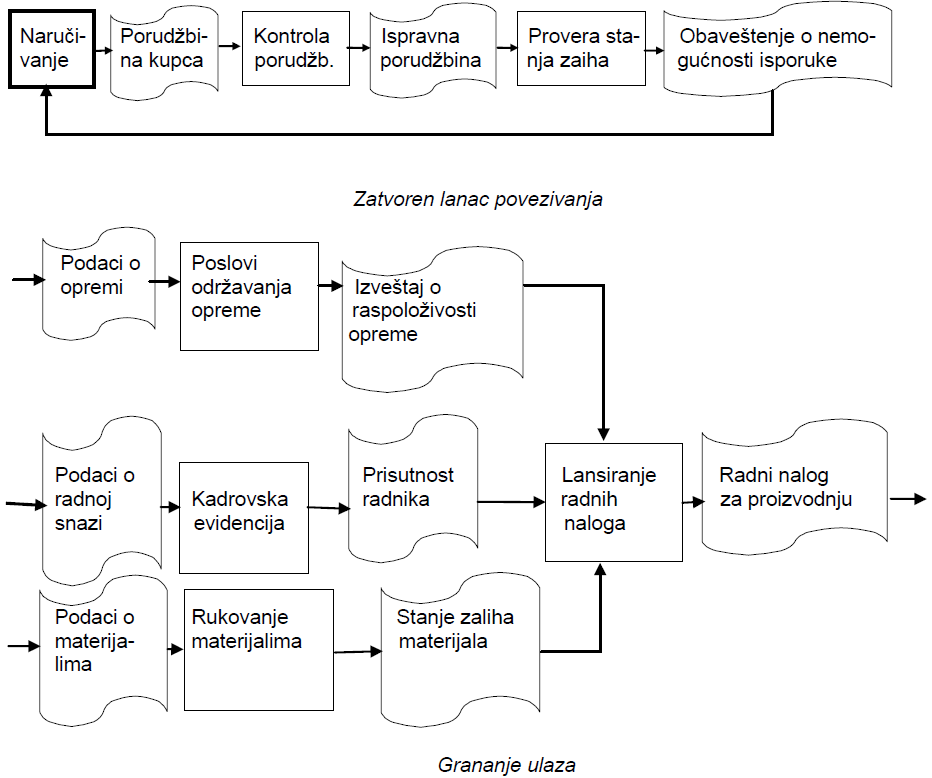 Naruči-
vanje
Porudžbi-
na kupca
Kontrola
porudžb.
Ispravna
porudžbina
Provera sta-
nja zaiha
Obaveštenje o nemo-
gućnosti isporuke
Zatvoren lanac povezivanja
Podaci o
opremi
Poslovi
održavanja
opreme
Izveštaj o
raspoloživosti
opreme
Podaci o
radnoj
snazi
Kadrovska
evidencija
Prisutnost
radnika
Lansiranje
radnih
naloga
Radni nalog
za proizvodnju
Podaci o
materija-
lima
Rukovanje
materijalima
Stanje zaliha
materijala
Grananje ulaza